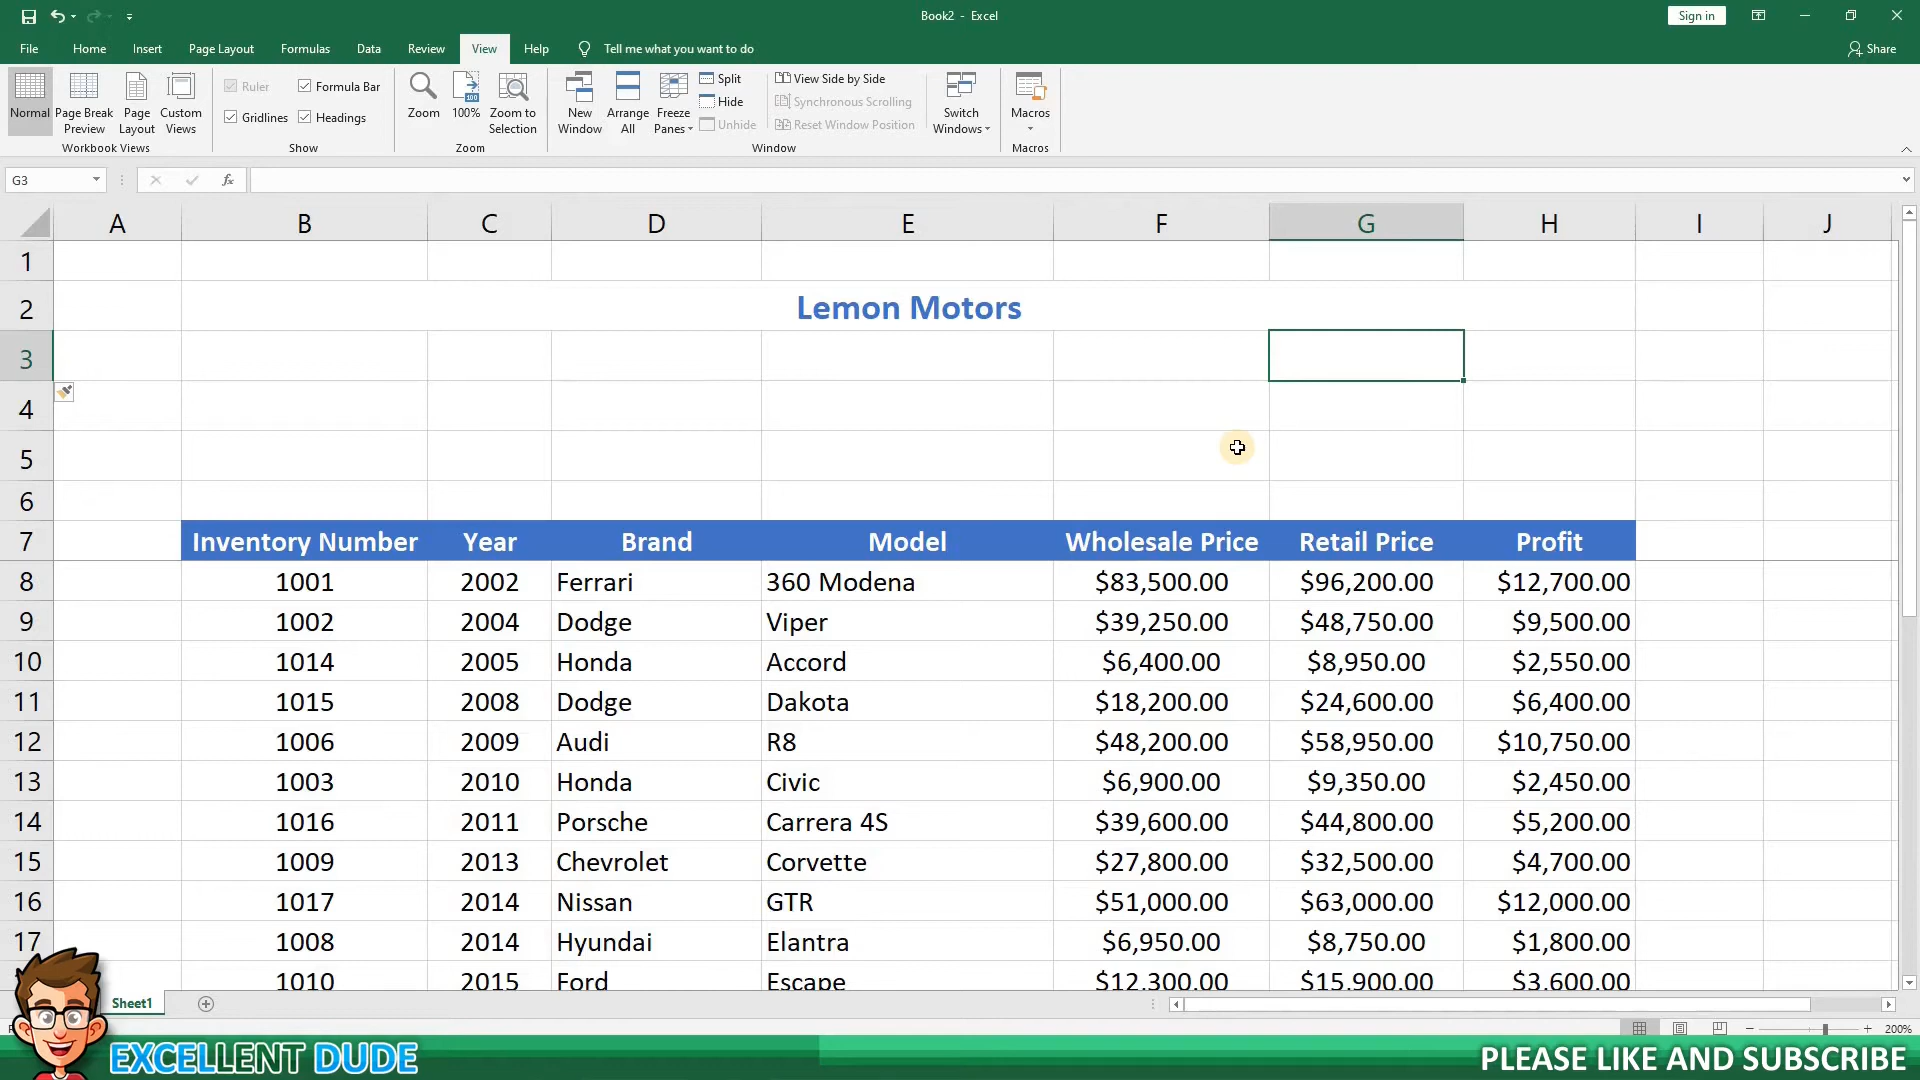 Book2 - Excel
Sign in
File Home Insert Page Layout Formulas Data Review View Help Tell me what you want to do Share
Normal Page Break Preview Page Layout Custom Views
Workbook Views
Ruler Formula Bar
Gridlines Headings
Show
Zoom 100% Zoom to Selection
Zoom
New Window Arrange All Freeze Panes
Split View Side by Side
Hide Synchronous Scrolling
Unhide Reset Window Position
Switch Windows
Window
Macros
Macros
G3 fx
A B C D E F G H I J
1
2 Lemon Motors
3
4
5
6
7 Inventory Number Year Brand Model Wholesale Price Retail Price Profit
8 1001 2002 Ferrari 360 Modena $83,500.00 $96,200.00 $12,700.00
9 1002 2004 Dodge Viper $39,250.00 $48,750.00 $9,500.00
10 1014 2005 Honda Accord $6,400.00 $8,950.00 $2,550.00
11 1015 2008 Dodge Dakota $18,200.00 $24,600.00 $6,400.00
12 1006 2009 Audi R8 $48,200.00 $58,950.00 $10,750.00
13 1003 2010 Honda Civic $6,900.00 $9,350.00 $2,450.00
14 1016 2011 Porsche Carrera 4S $39,600.00 $44,800.00 $5,200.00
15 1009 2013 Chevrolet Corvette $27,800.00 $32,500.00 $4,700.00
16 1017 2014 Nissan GTR $51,000.00 $63,000.00 $12,000.00
17 1008 2014 Hyundai Elantra $6,950.00 $8,750.00 $1,800.00
1010 2015 Ford Escape $12,300.00 $15,900.00 $3,600.00
Sheet1
200%
EXCELLENT DUDE
PLEASE LIKE AND SUBSCRIBE